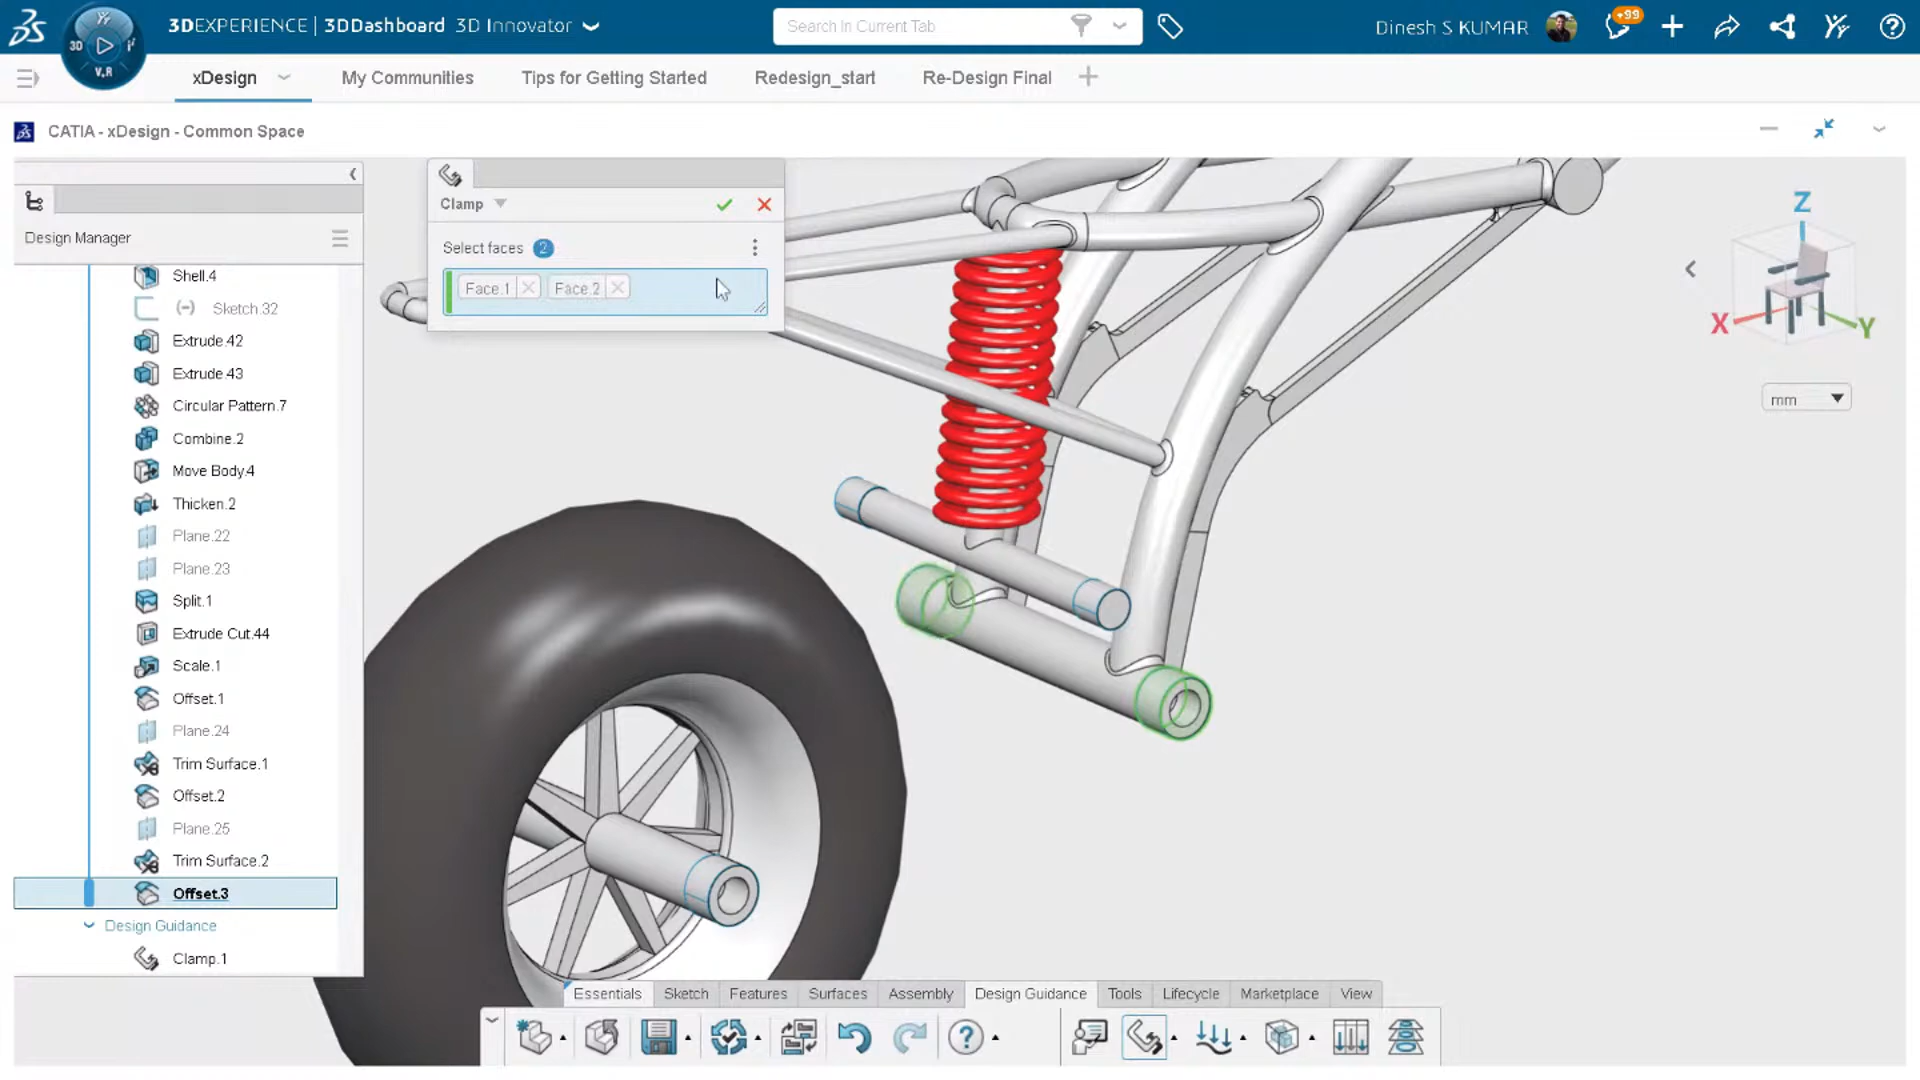 3DEXPERIENCE | 3DDashboard 3D Innovator
Search In Current Tab
Dinesh S KUMAR
+99
3D
V,R
xDesign
My Communities
Tips for Getting Started
Redesign_start
Re-Design Final
CATIA - xDesign - Common Space
Design Manager
Shell.4
(-) Sketch.32
Extrude.42
Extrude.43
Circular Pattern.7
Combine.2
Move Body.4
Thicken.2
Plane.22
Plane.23
Split.1
Extrude Cut.44
Scale.1
Offset.1
Plane.24
Trim Surface.1
Offset.2
Plane.25
Trim Surface.2
Offset.3
Design Guidance
Clamp.1
Clamp
Select faces 2
Face.1
Face.2
Z
X
Y
mm
Essentials
Sketch
Features
Surfaces
Assembly
Design Guidance
Tools
Lifecycle
Marketplace
View